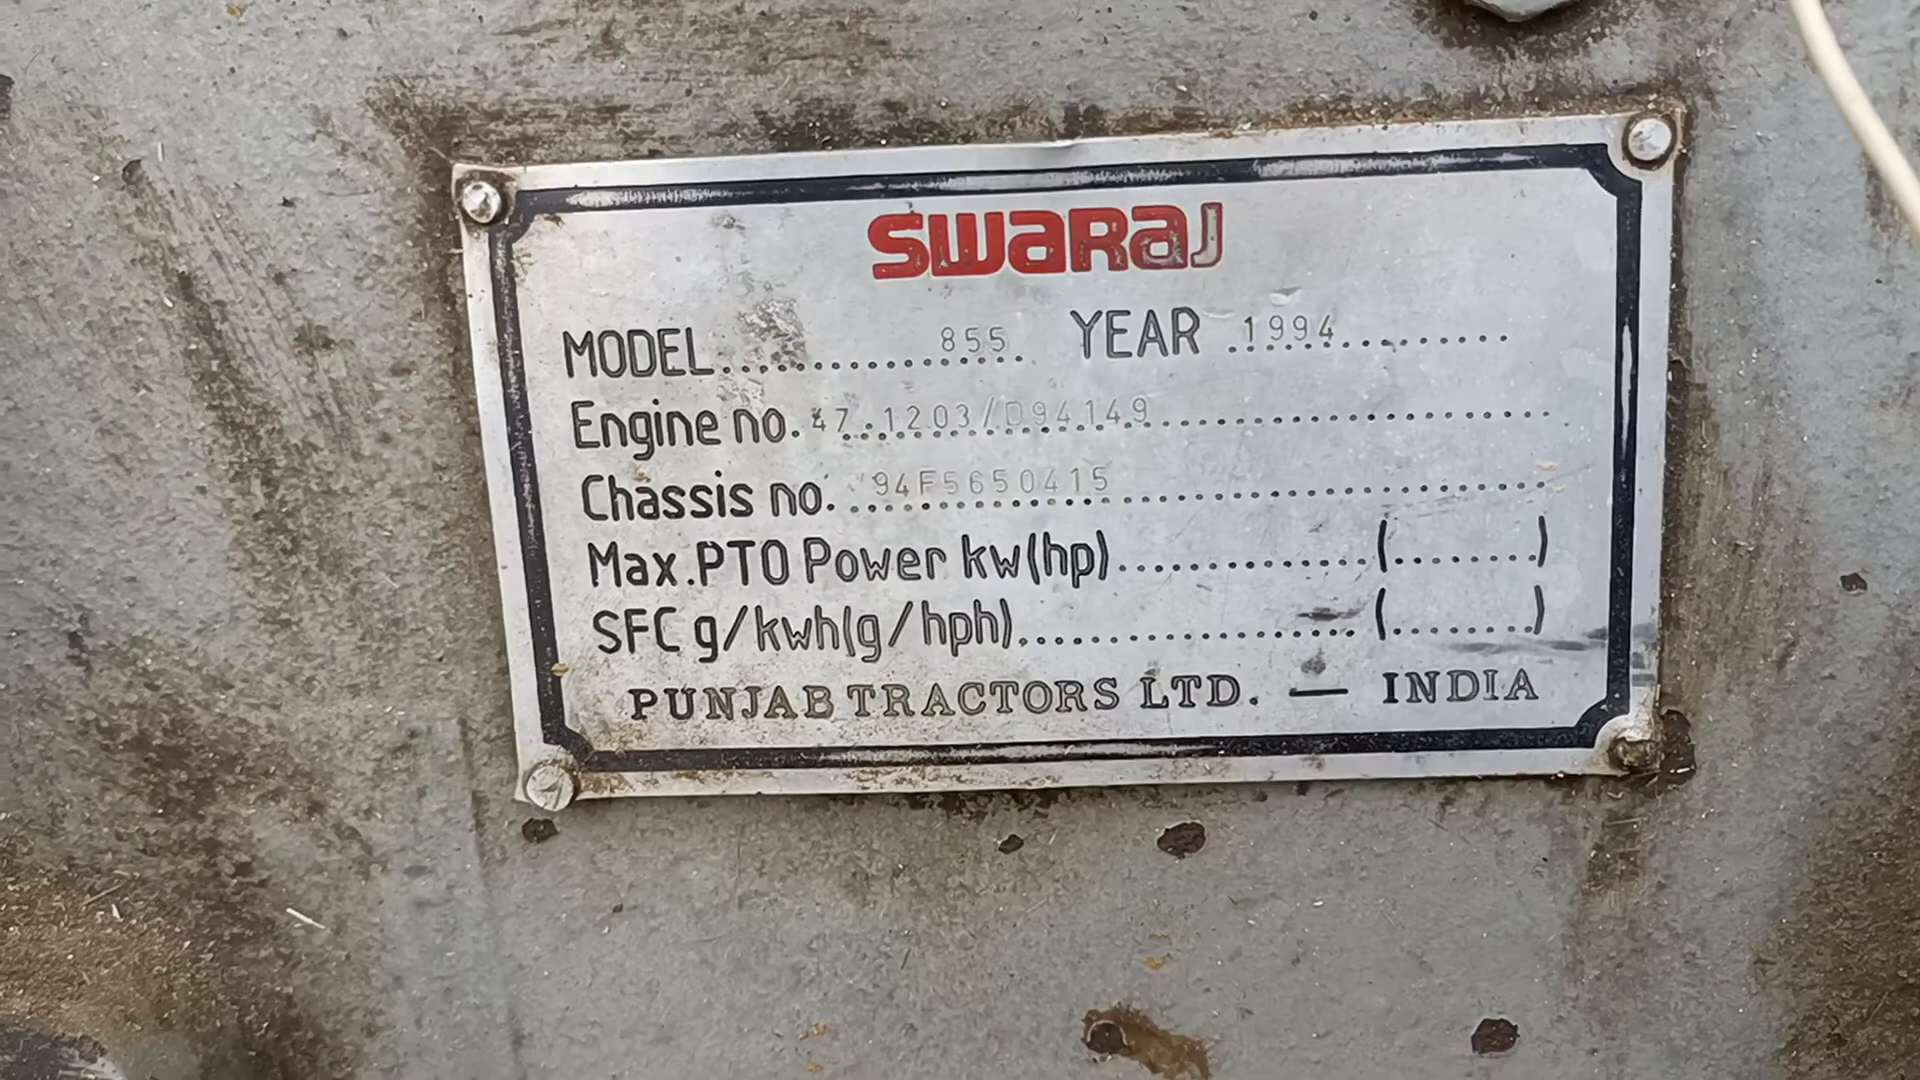 SWARAJ
MODEL 855 YEAR 1994
Engine no. 47.1203/D94149
Chassis no. 94F5650415
Max.PTO Power kw(hp) ( )
SFC g/kwh(g/hph) ( )
PUNJAB TRACTORS LTD. — INDIA